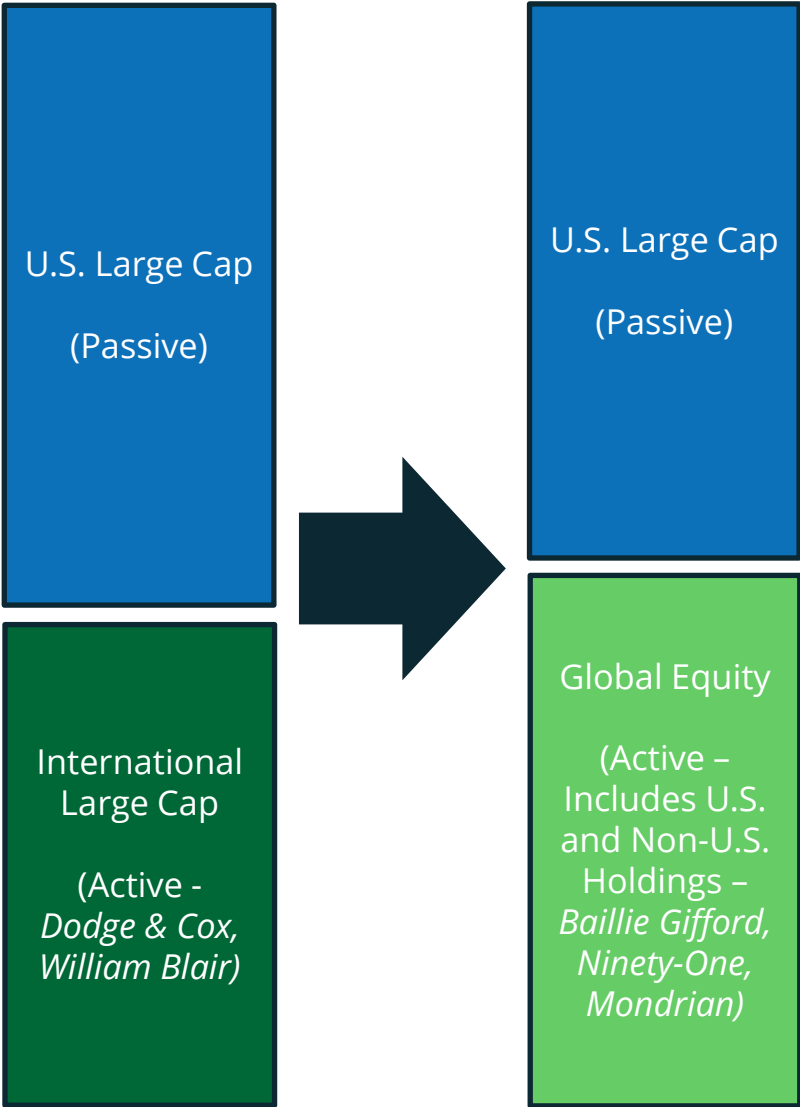 U.S. Large Cap
(Passive)
International
Large Cap
(Active -
Dodge & Cox,
William Blair)
U.S. Large Cap
(Passive)
Global Equity
(Active –
Includes U.S.
and Non-U.S.
Holdings –
Baillie Gifford,
Ninety-One,
Mondrian)